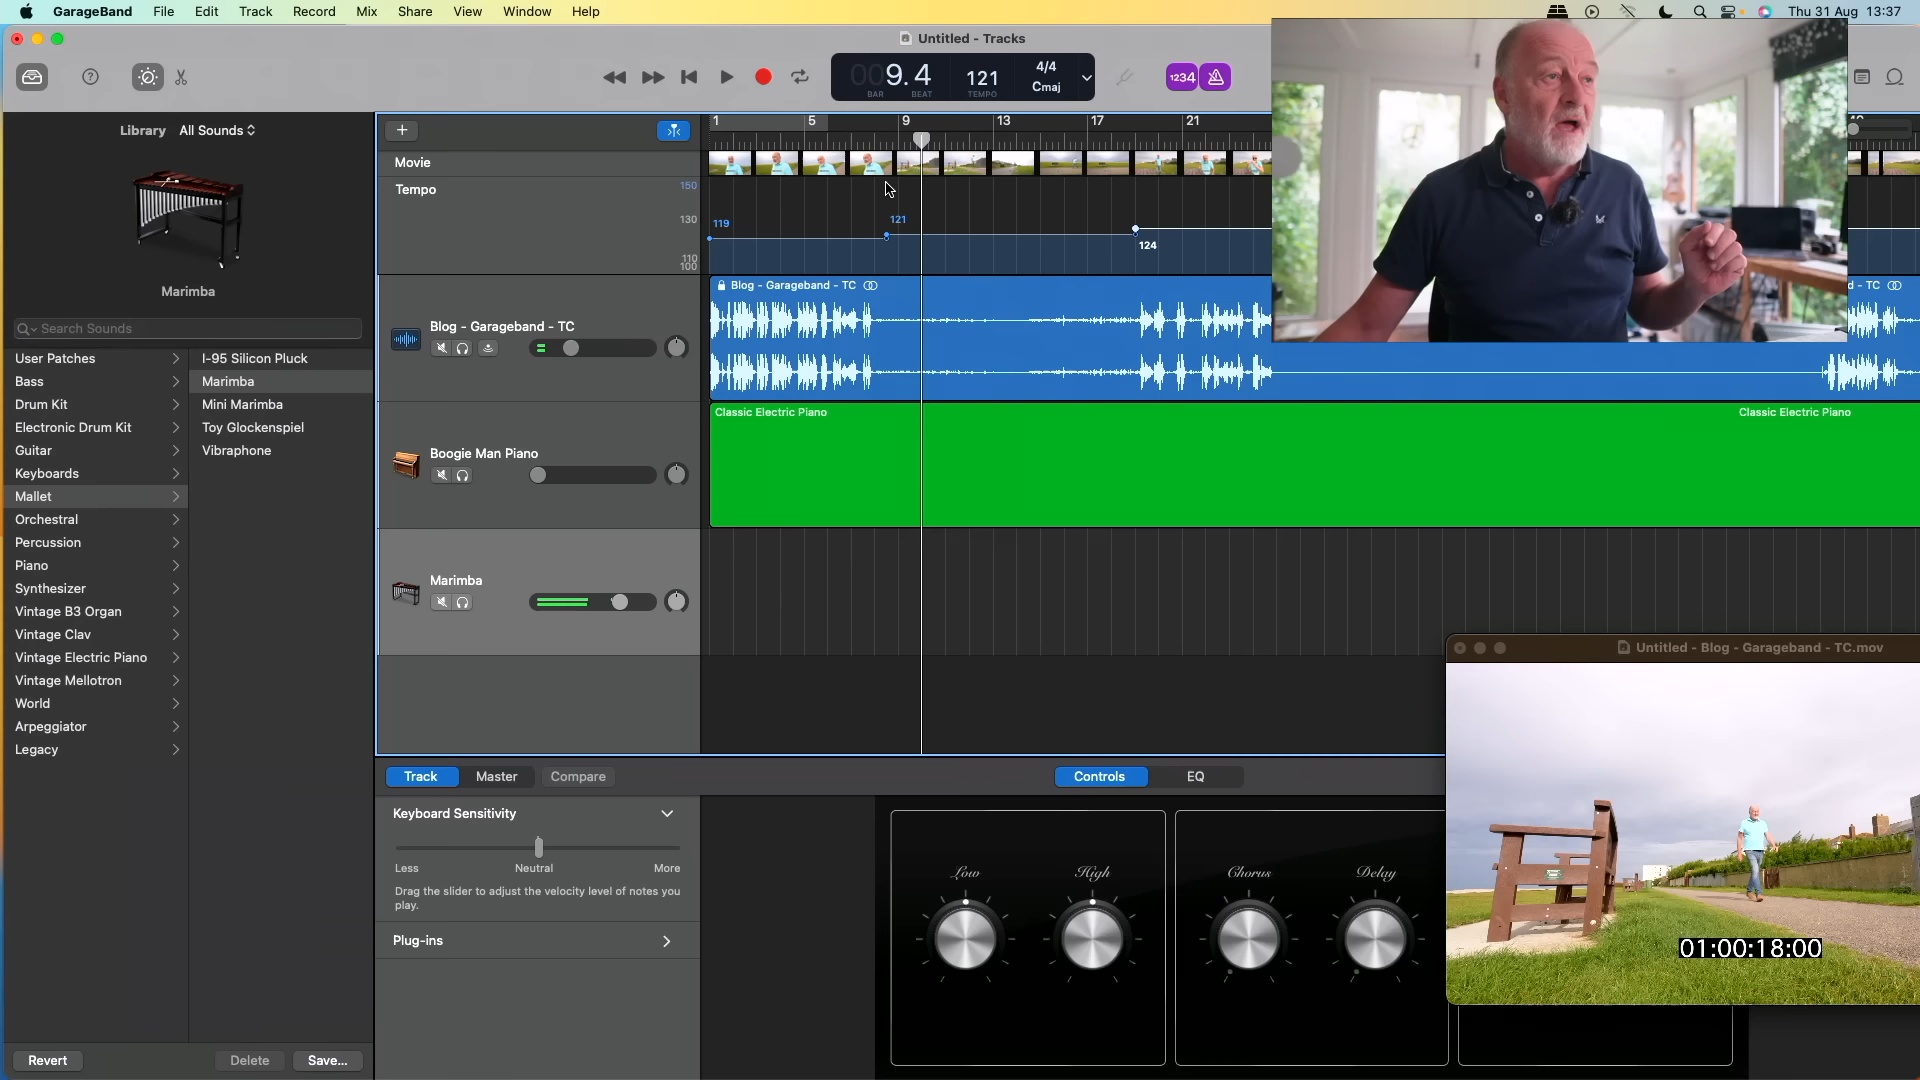 GarageBand File Edit Track Record Mix Share View Window Help
Thu 31 Aug 13:37
Untitled - Tracks
009.4
BAR BEAT
121
TEMPO
4/4
Cmaj
1234
Library All Sounds
Marimba
Search Sounds
User Patches
Bass
Drum Kit
Electronic Drum Kit
Guitar
Keyboards
Mallet
Orchestral
Percussion
Piano
Synthesizer
Vintage B3 Organ
Vintage Clav
Vintage Electric Piano
Vintage Mellotron
World
Arpeggiator
Legacy
I-95 Silicon Pluck
Marimba
Mini Marimba
Toy Glockenspiel
Vibraphone
Revert Delete Save...
1 5 9 13 17 21
Movie
Tempo
150
130
110
100
119
121
124
Blog - Garageband - TC
Blog - Garageband - TC
d - TC
Boogie Man Piano
Classic Electric Piano
Classic Electric Piano
Marimba
Track Master Compare
Controls EQ
Keyboard Sensitivity
Less Neutral More
Drag the slider to adjust the velocity level of notes you
play.
Plug-ins
Low High Chorus Delay
Untitled - Blog - Garageband - TC.mov
01:00:18:00